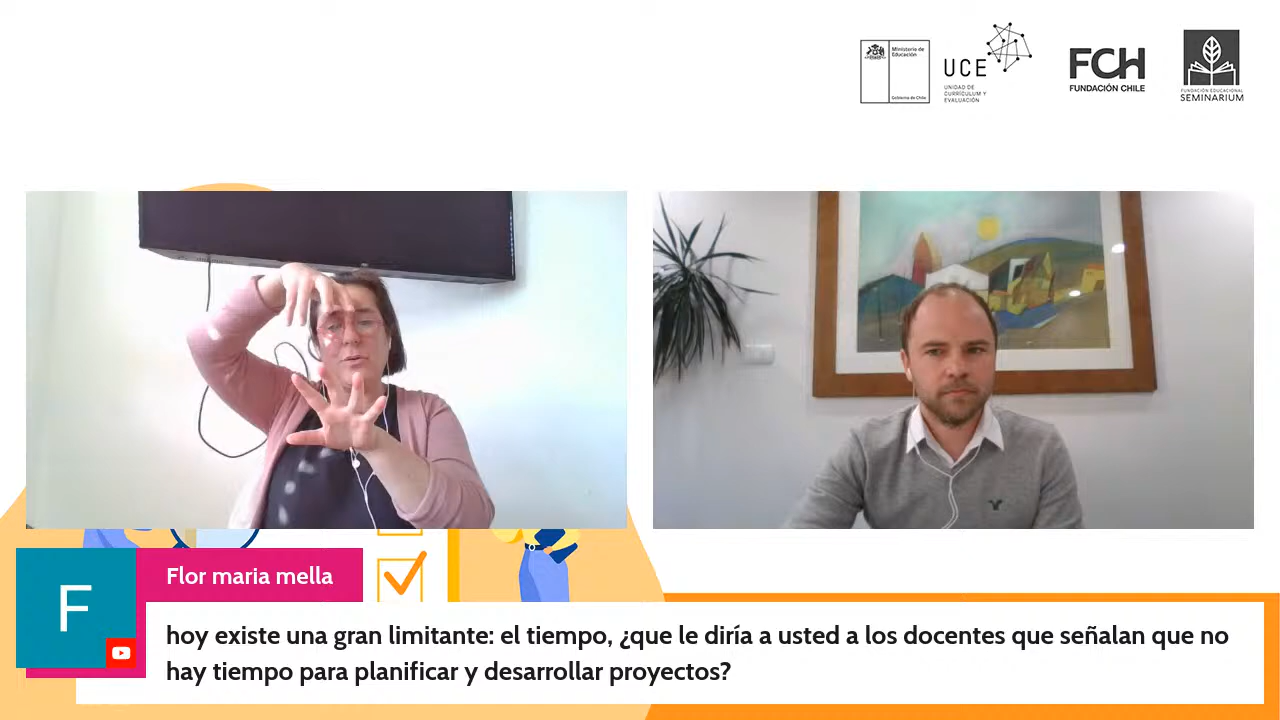 Ministerio de
Educación
Gobierno de Chile
UCE
UNIDAD DE
CURRÍCULUM Y
EVALUACIÓN
FCH
FUNDACIÓN CHILE
FUNDACIÓN EDUCACIONAL
SEMINARIUM
F
Flor maria mella
hoy existe una gran limitante: el tiempo, ¿que le diría a usted a los docentes que señalan que no
hay tiempo para planificar y desarrollar proyectos?